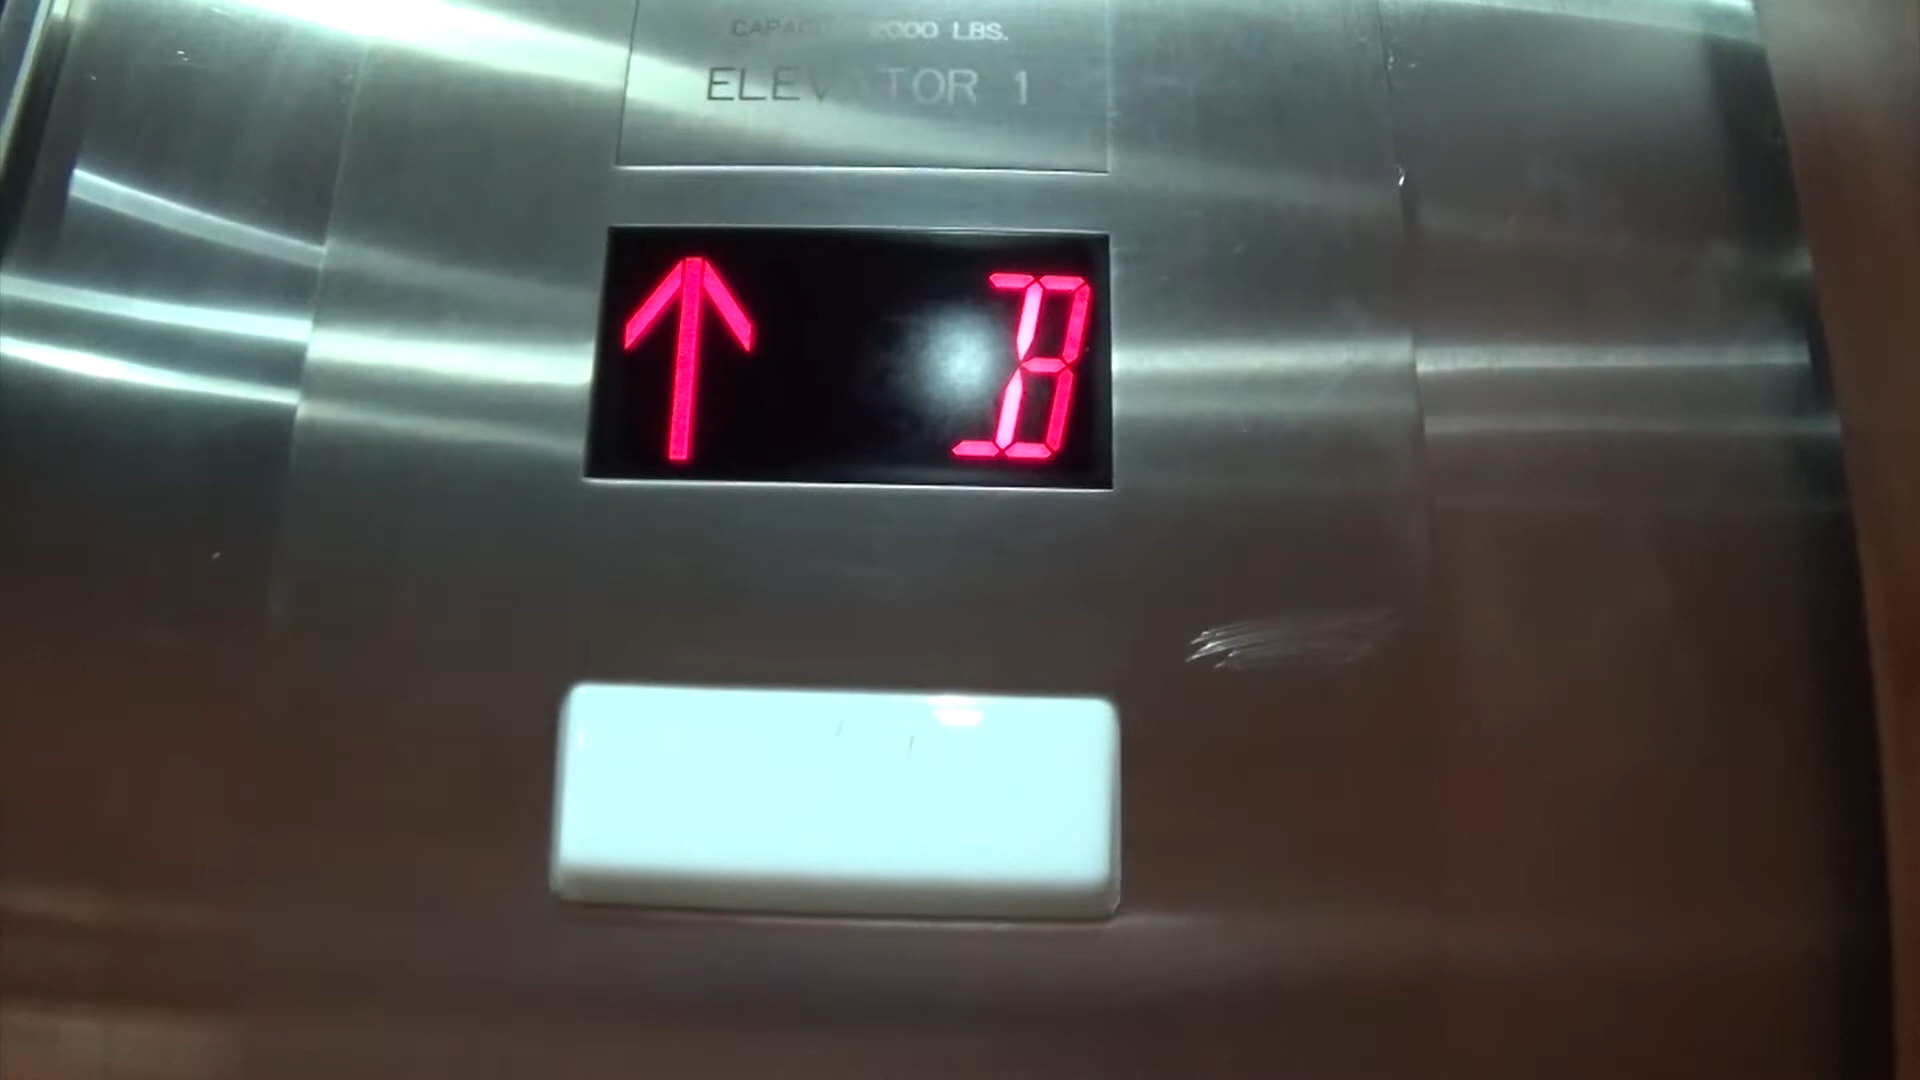 CAPACITY 2000 LBS.
ELEVATOR 1
↑ B